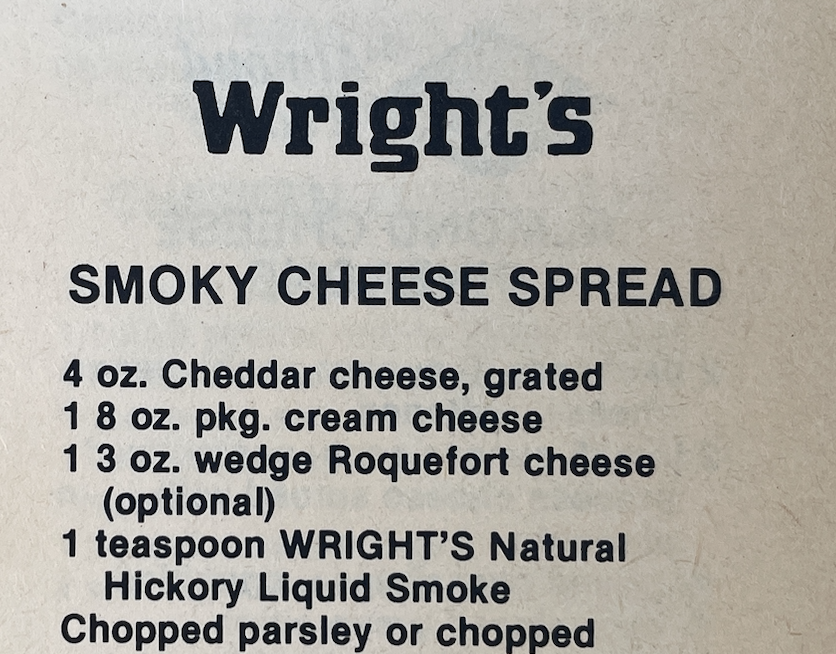 Wright's
SMOKY CHEESE SPREAD
4 oz. Cheddar cheese, grated
1 8 oz. pkg. cream cheese
1 3 oz. wedge Roquefort cheese
(optional)
1 teaspoon WRIGHT'S Natural
Hickory Liquid Smoke
Chopped parsley or chopped